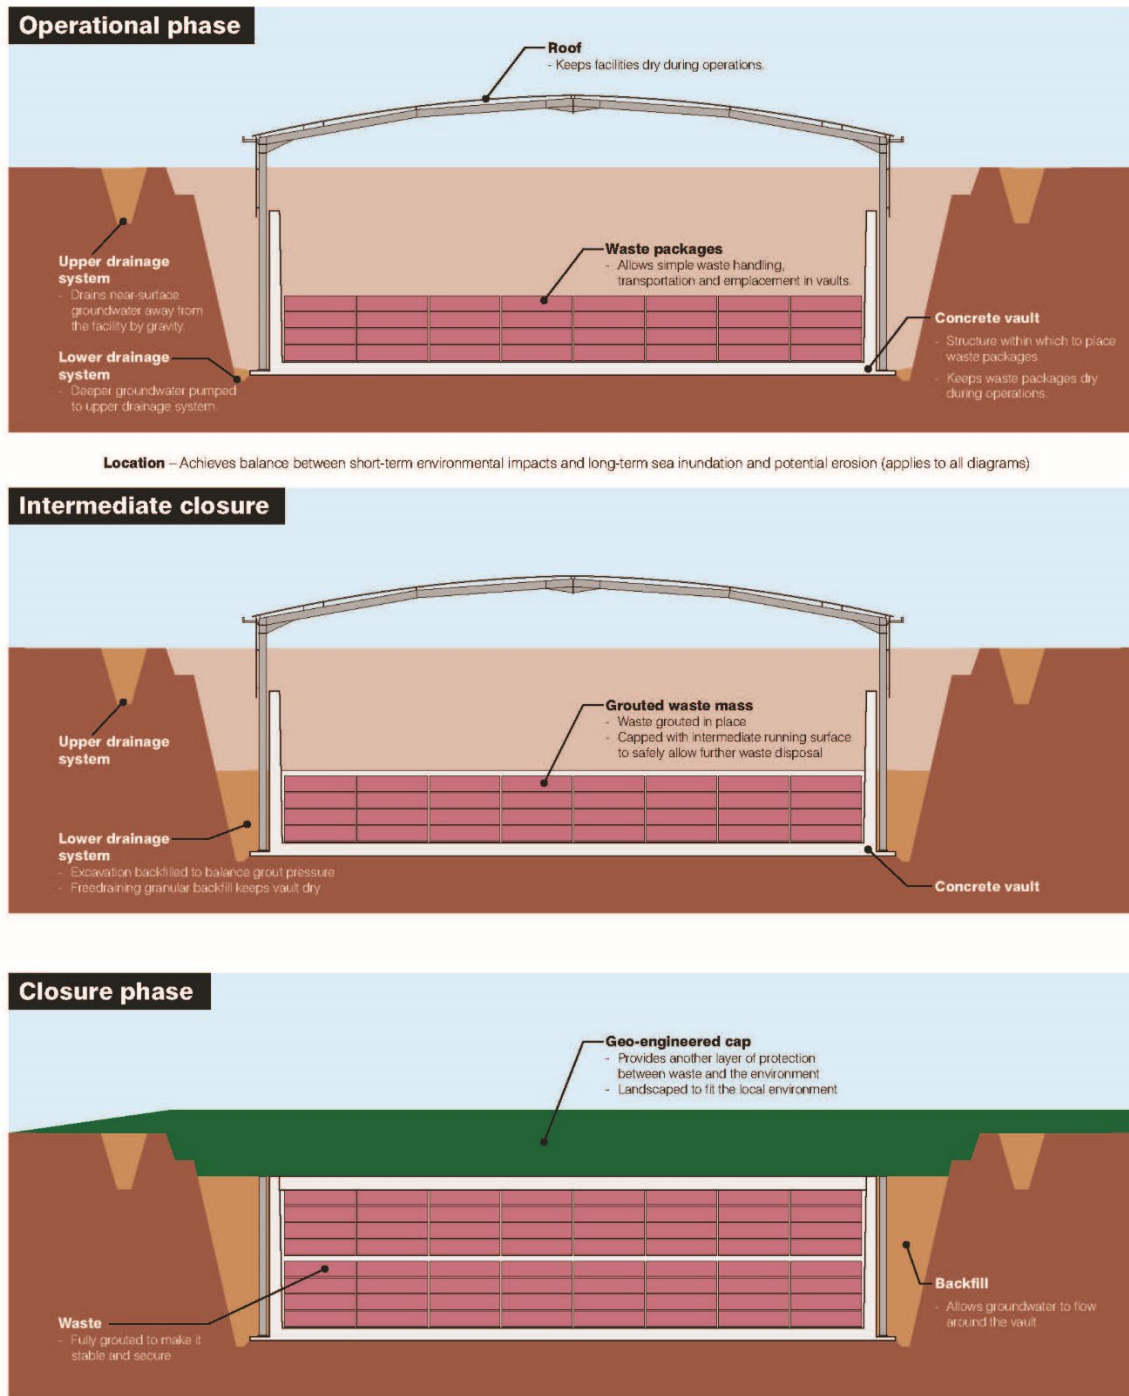 Operational phase
Roof
- Keeps facilities dry during operations.
Upper drainage
system
- Drains near-surface
groundwater away from
the facility by gravity.
Lower drainage
system
- Deeper groundwater pumped
to upper drainage system.
Waste packages
- Allows simple waste handling,
transportation and emplacement in vaults.
Concrete vault
- Structure within which to place
waste packages
- Keeps waste packages dry
during operations
Location – Achieves balance between short-term environmental impacts and long-term sea inundation and potential erosion (applies to all diagrams)
Intermediate closure
Upper drainage
system
Grouted waste mass
- Waste grouted in place
- Capped with intermediate running surface
to safely allow further waste disposal
Lower drainage
system
- Excavation backfilled to balance grout pressure
- Freedraining granular backfill keeps vault dry
Concrete vault
Closure phase
Geo-engineered cap
- Provides another layer of protection
between waste and the environment
- Landscaped to fit the local environment
Waste
- Fully grouted to make it
stable and secure
Backfill
- Allows groundwater to flow
around the vault